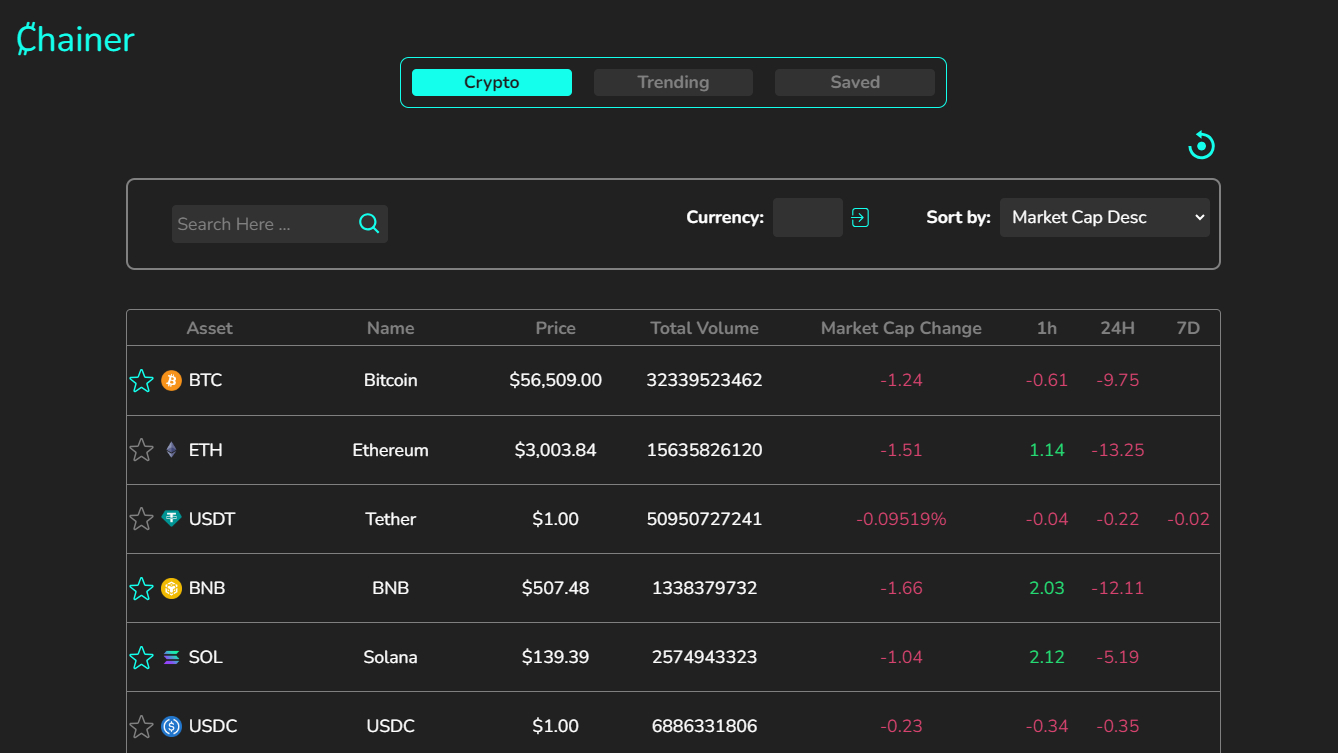 Chainer
Crypto Trending Saved
Search Here ... Currency: Sort by: Market Cap Desc
Asset Name Price Total Volume Market Cap Change 1h 24H 7D
BTC Bitcoin $56,509.00 32339523462 -1.24 -0.61 -9.75
ETH Ethereum $3,003.84 15635826120 -1.51 1.14 -13.25
USDT Tether $1.00 50950727241 -0.09519% -0.04 -0.22 -0.02
BNB BNB $507.48 1338379732 -1.66 2.03 -12.11
SOL Solana $139.39 2574943323 -1.04 2.12 -5.19
USDC USDC $1.00 6886331806 -0.23 -0.34 -0.35